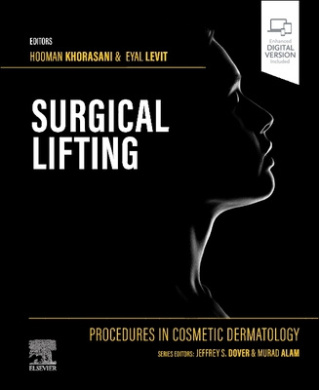 Enhanced
DIGITAL
VERSION
Included
EDITORS
HOOMAN KHORASANI & EYAL LEVIT
SURGICAL
LIFTING
PROCEDURES IN COSMETIC DERMATOLOGY
SERIES EDITORS: JEFFREY S. DOVER & MURAD ALAM
ELSEVIER